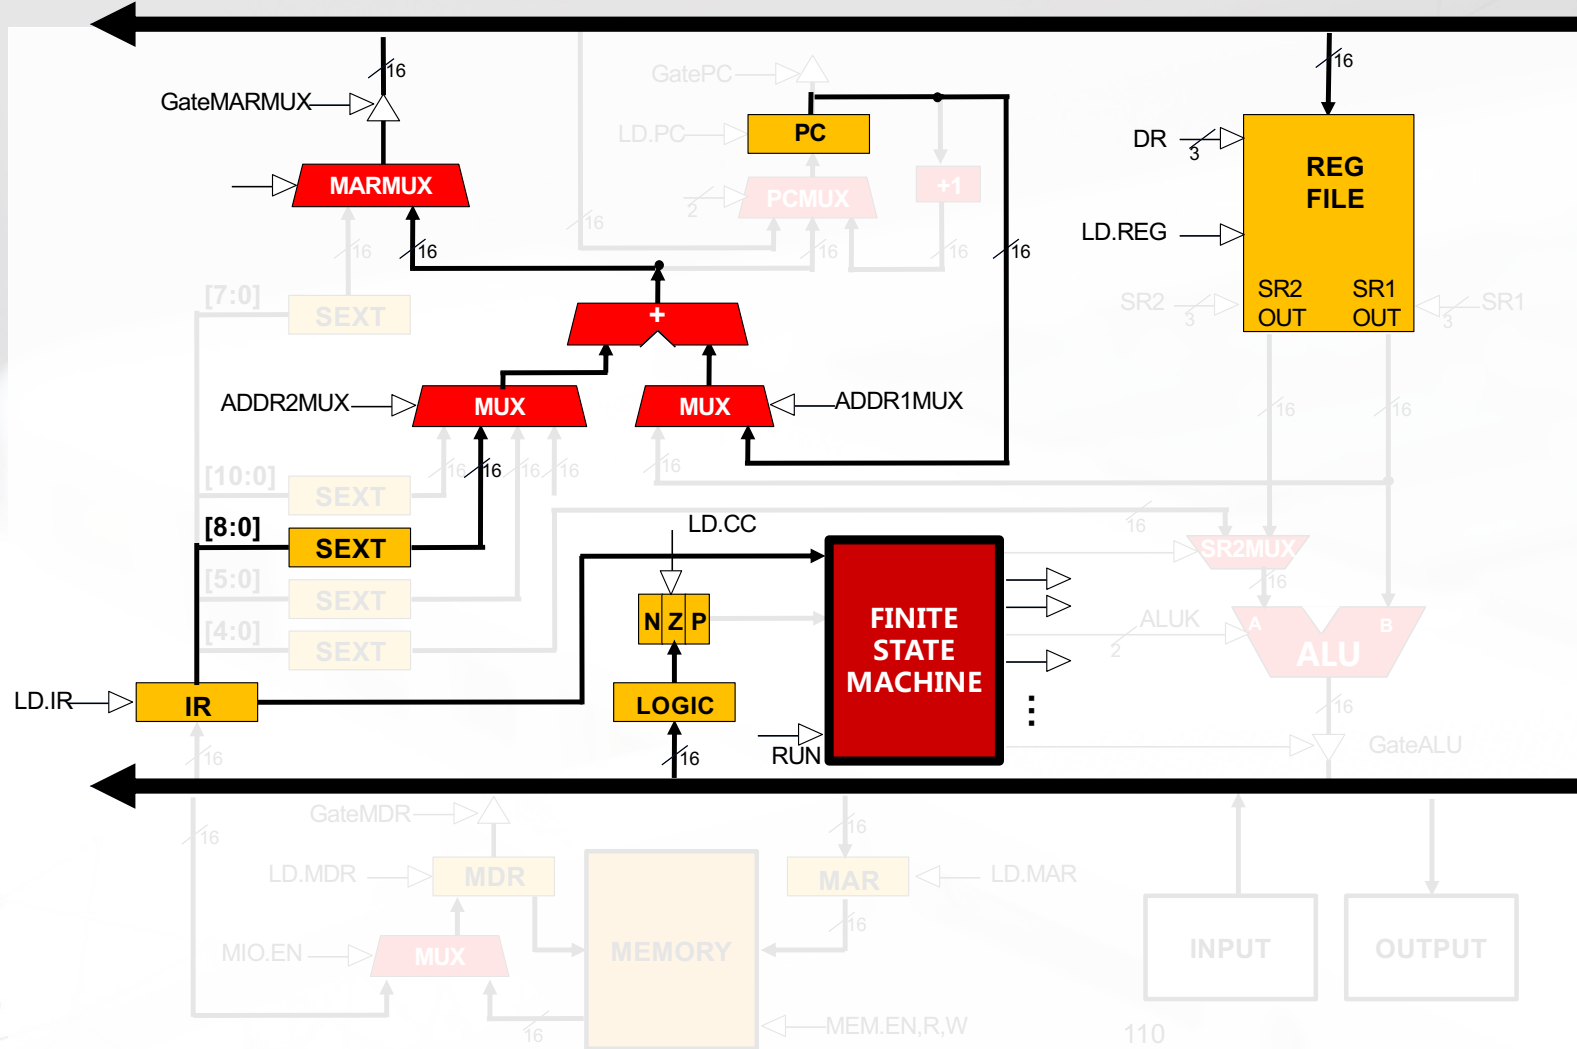 16
16
GatePC
GateMARMUX
LD.PC
PC
DR
3
REG
FILE
MARMUX
PCMUX
+1
2
16
LD.REG
16
16
16
16
16
[7:0]
SEXT
+
SR2
3
SR2
OUT
SR1
OUT
3
SR1
ADDR2MUX
MUX
MUX
ADDR1MUX
16
16
[10:0]
SEXT
16
16
16
16
16
[8:0]
SEXT
LD.CC
16
SR2MUX
[5:0]
SEXT
16
N Z P
FINITE
STATE
MACHINE
ALUK
2
A
B
ALU
[4:0]
SEXT
LD.IR
IR
LOGIC
16
⋮
16
16
RUN
GateALU
GateMDR
16
16
LD.MDR
MDR
MAR
LD.MAR
16
MIO.EN
MUX
MEMORY
INPUT
OUTPUT
16
MEM.EN,R,W
110